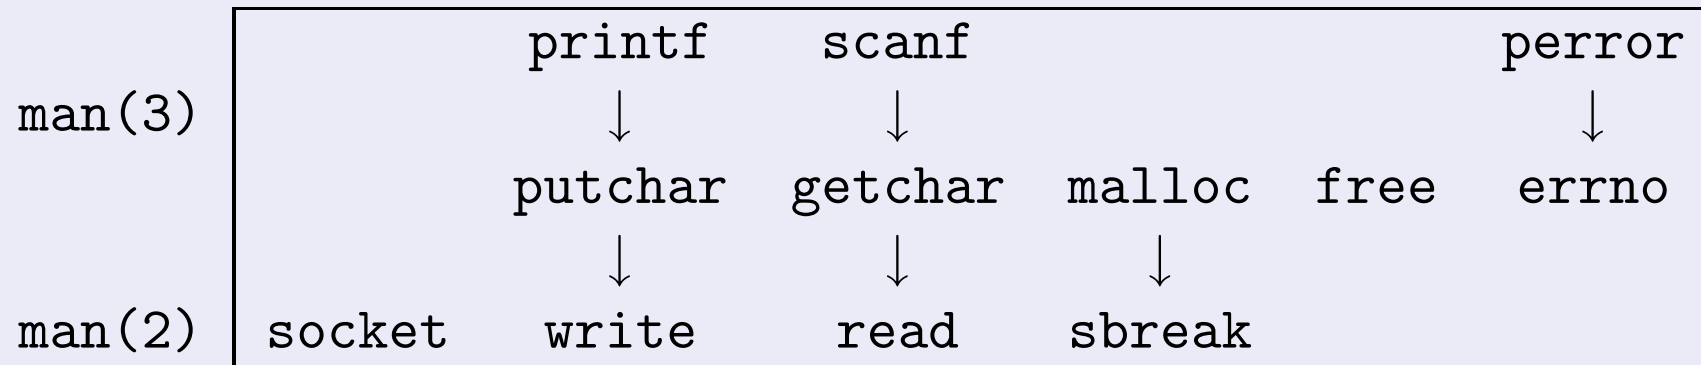 printf scanf perror
man(3)
↓ ↓ ↓
putchar getchar malloc free errno
↓ ↓ ↓
man(2) socket write read sbreak